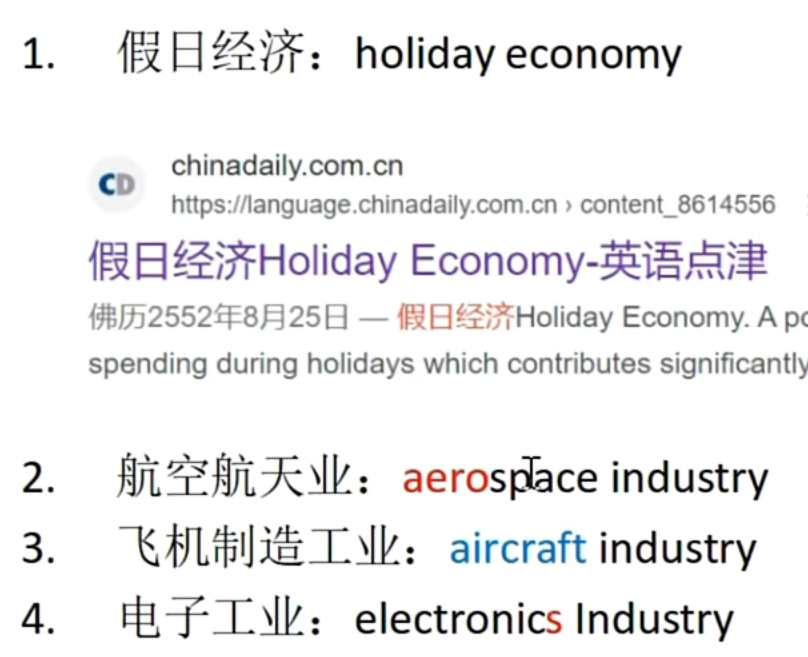 1. 假日经济：holiday economy
CD
chinadaily.com.cn
https://language.chinadaily.com.cn › content_8614556
假日经济Holiday Economy-英语点津
佛历2552年8月25日 — 假日经济Holiday Economy. A
spending during holidays which contributes significantly
2. 航空航天业：aerospace industry
3. 飞机制造工业：aircraft industry
4. 电子工业：electronics Industry